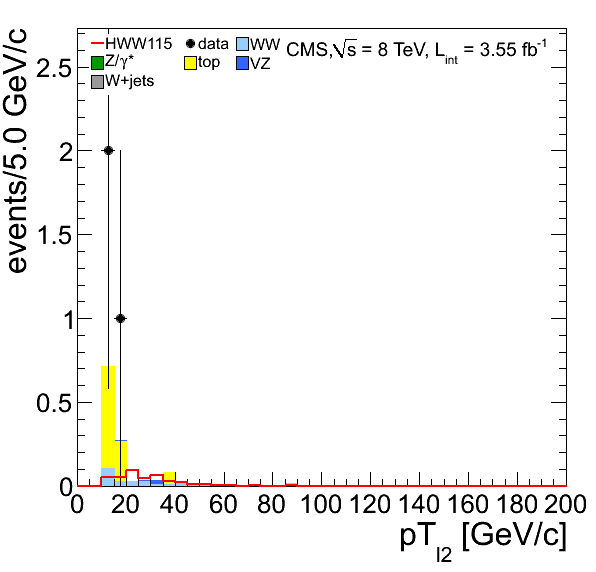 HWW115 data WW CMS,√s = 8 TeV, L_int = 3.55 fb⁻¹
Z/γ* top VZ
W+jets
events/5.0 GeV/c
2.5
2
1.5
1
0.5
0
0 20 40 60 80 100 120 140 160 180 200
pT_l2 [GeV/c]